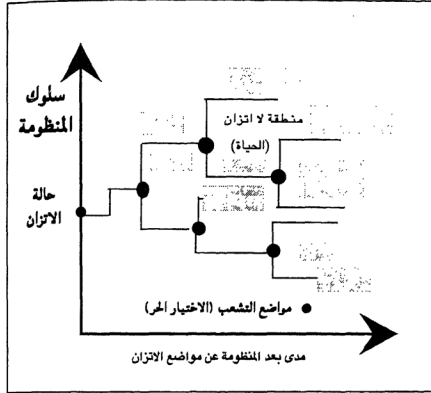 سلوك
المنظومة
منطقة لا اتزان
(الحياة)
حالة
الاتزان
مواضع التشعب (الاختيار الحر)
مدى بعد المنظومة عن مواضع الاتزان